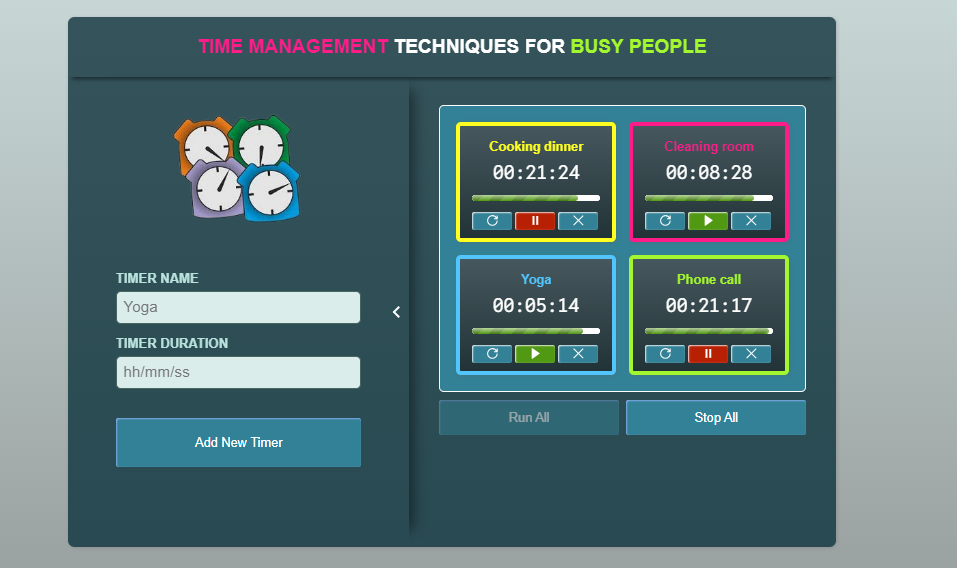 TIME MANAGEMENT TECHNIQUES FOR BUSY PEOPLE
TIMER NAME
Yoga
TIMER DURATION
hh/mm/ss
Add New Timer
Cooking dinner
00:21:24
Cleaning room
00:08:28
Yoga
00:05:14
Phone call
00:21:17
Run All
Stop All